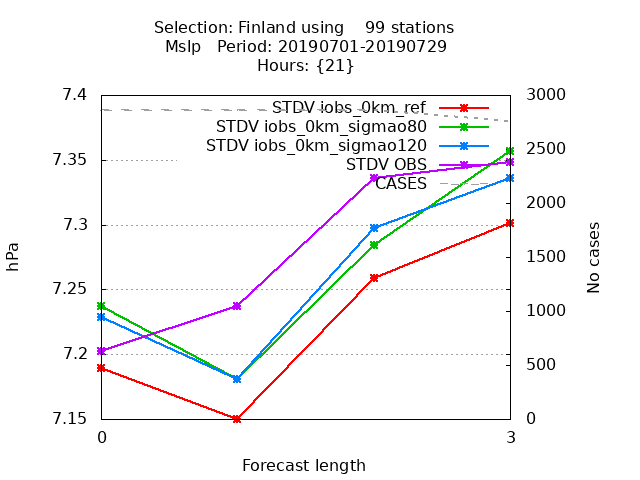 Selection: Finland using    99 stations
Mslp   Period: 20190701-20190729
Hours: {21}
7.4
7.35
7.3
7.25
7.2
7.15
3000
2500
2000
1500
1000
500
0
hPa
No cases
STDV iobs_0km_ref
STDV iobs_0km_sigmao80
STDV iobs_0km_sigmao120
STDV OBS
CASES
0
3
Forecast length